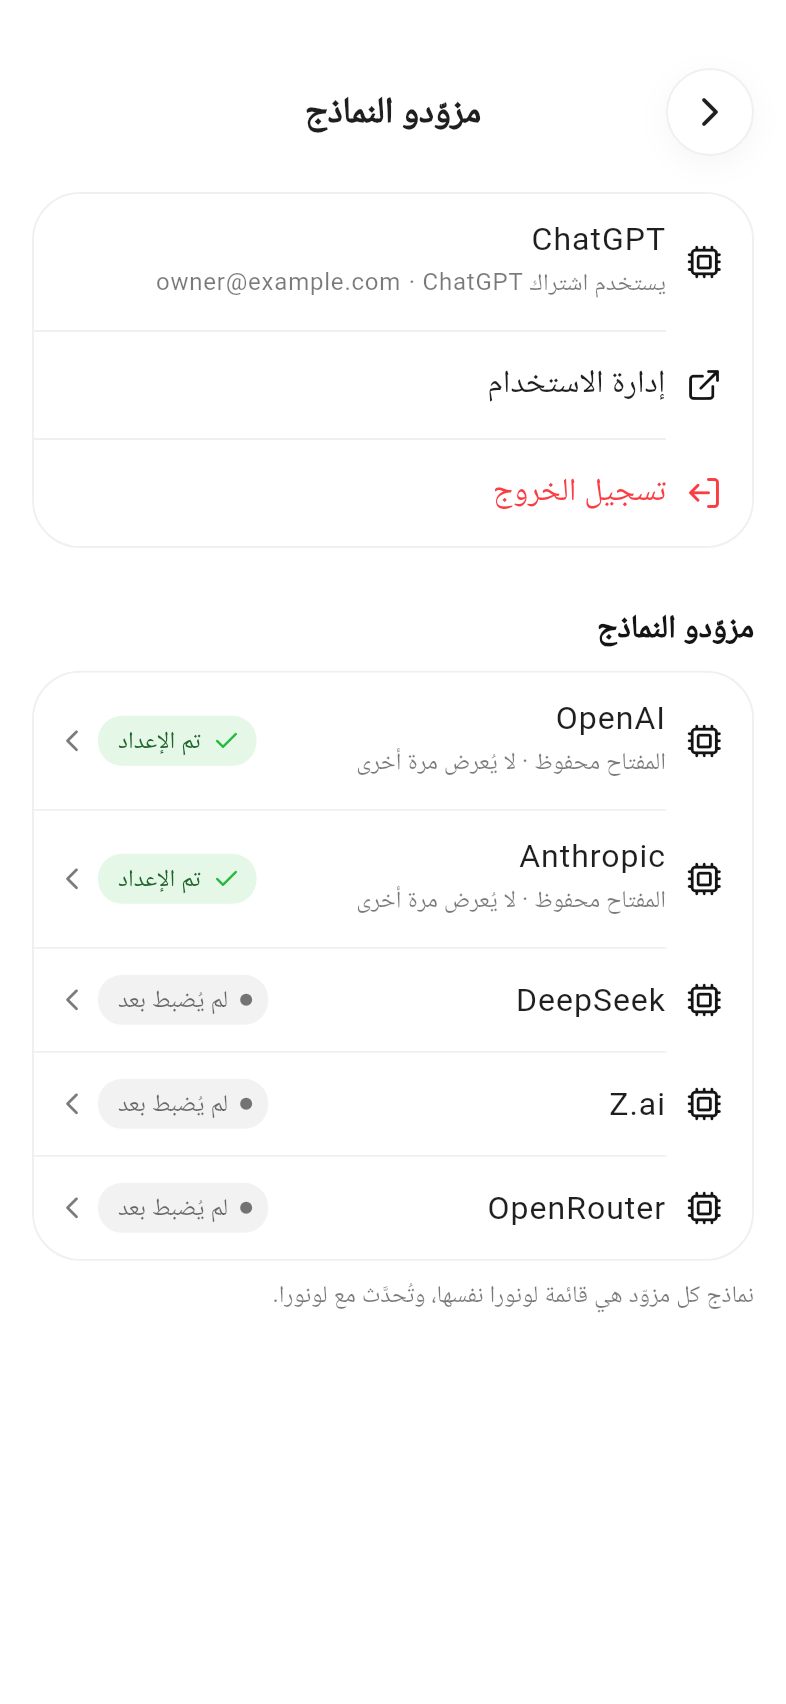 مزوّدو النماذج
ChatGPT
يستخدم اشتراك ChatGPT · owner@example.com
إدارة الاستخدام
تسجيل الخروج
مزوّدو النماذج
OpenAI
المفتاح محفوظ · لا يُعرض مرة أخرى
تم الإعداد
Anthropic
المفتاح محفوظ · لا يُعرض مرة أخرى
تم الإعداد
DeepSeek
لم يُضبط بعد
Z.ai
لم يُضبط بعد
OpenRouter
لم يُضبط بعد
نماذج كل مزوّد هي قائمة لونورا نفسها، وتُحدَّث مع لونورا.